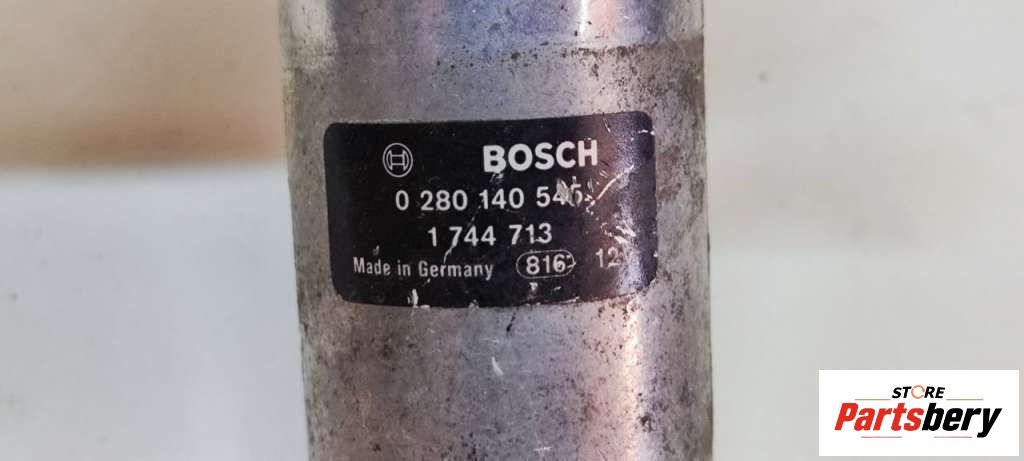 BOSCH
0 280 140 545
1 744 713
Made in Germany 816 12
STORE
Partsbery